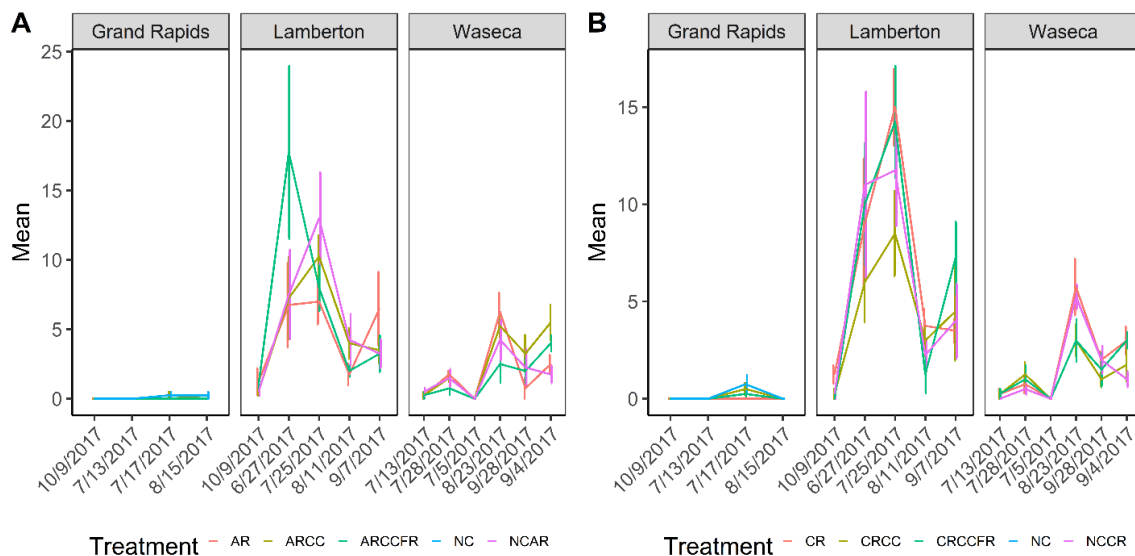 A
Grand Rapids Lamberton Waseca
Mean
25
20
15
10
5
0
10/9/2017 7/13/2017 7/17/2017 8/15/2017
10/9/2017 6/27/2017 7/25/2017 8/11/2017 9/7/2017
7/13/2017 7/28/2017 7/5/2017 8/23/2017 9/28/2017 9/4/2017
Treatment AR ARCC ARCCFR NC NCAR
B
Grand Rapids Lamberton Waseca
Mean
15
10
5
0
10/9/2017 7/13/2017 7/17/2017 8/15/2017
10/9/2017 6/27/2017 7/25/2017 8/11/2017 9/7/2017
7/13/2017 7/28/2017 7/5/2017 8/23/2017 9/28/2017 9/4/2017
Treatment CR CRCC CRCCFR NC NCCR